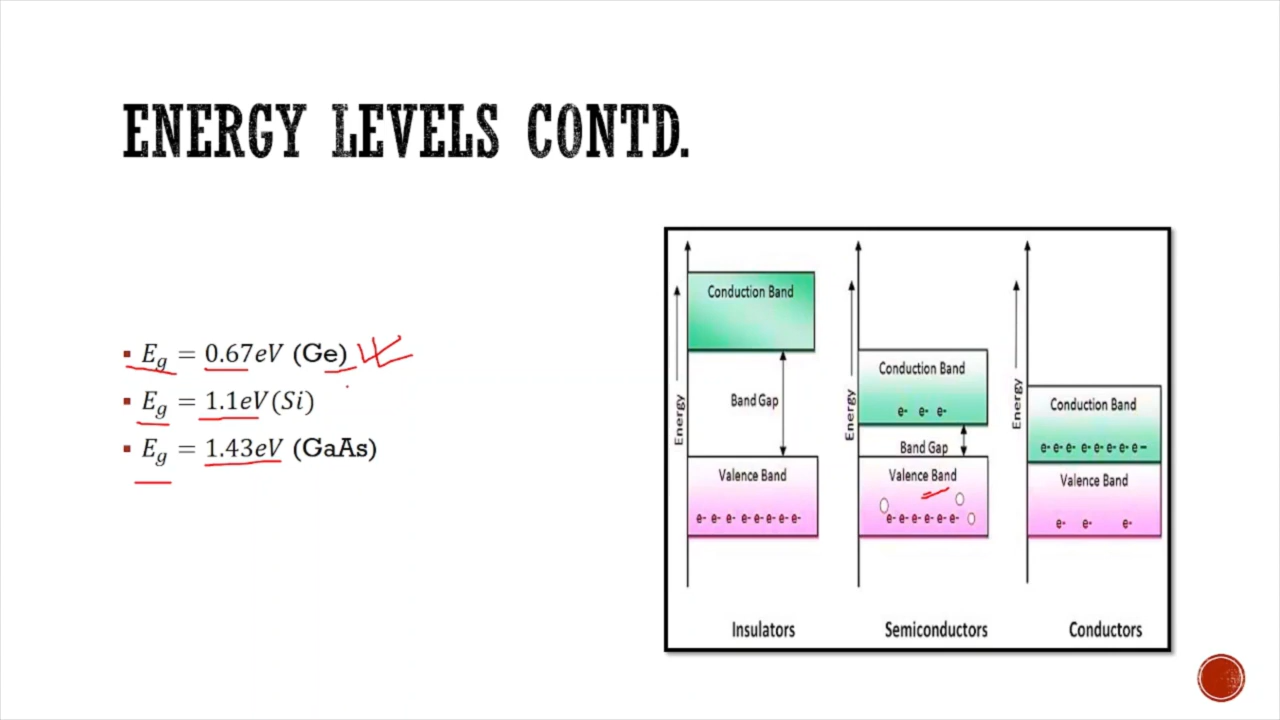 ENERGY LEVELS CONTD.
▪ E_g = 0.67eV (Ge)
▪ E_g = 1.1eV(Si)
▪ E_g = 1.43eV (GaAs)
Energy
Conduction Band
Band Gap
Valence Band
e- e- e- e- e- e- e- e-
Insulators
Energy
Conduction Band
e- e- e-
Band Gap
Valence Band
e- e- e- e- e- e-
Semiconductors
Energy
Conduction Band
e- e- e- e- e- e- e- e -
Valence Band
e- e- e-
Conductors